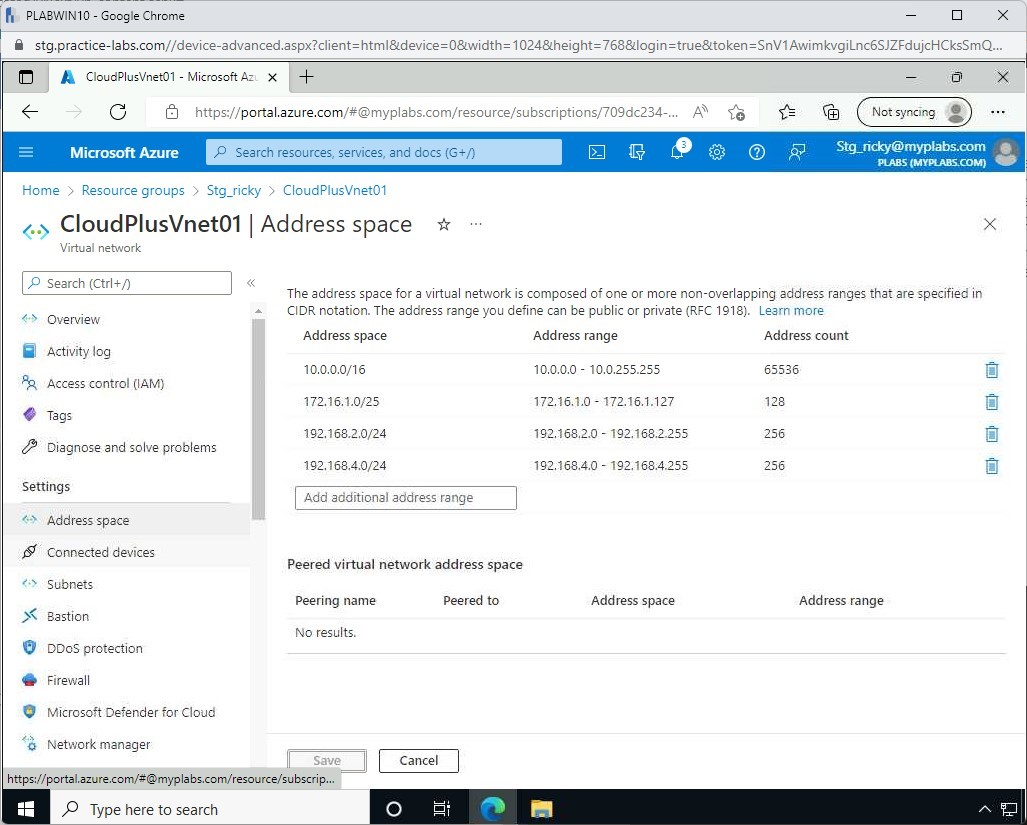 PLABWIN10 - Google Chrome
stg.practice-labs.com//device-advanced.aspx?client=html&device=0&width=1024&height=768&login=true&token=SnV1AwimkvgiLnc6SJZFdujcHCksSmQ...
CloudPlusVnet01 - Microsoft Azu
https://portal.azure.com/#@myplabs.com/resource/subscriptions/709dc234-...
Not syncing
Microsoft Azure
Search resources, services, and docs (G+/)
3
Stg_ricky@myplabs.com
PLABS (MYPLABS.COM)
Home > Resource groups > Stg_ricky > CloudPlusVnet01
CloudPlusVnet01 | Address space
Virtual network
Search (Ctrl+/)
Overview
Activity log
Access control (IAM)
Tags
Diagnose and solve problems
Settings
Address space
Connected devices
Subnets
Bastion
DDoS protection
Firewall
Microsoft Defender for Cloud
Network manager
The address space for a virtual network is composed of one or more non-overlapping address ranges that are specified in
CIDR notation. The address range you define can be public or private (RFC 1918). Learn more
Address space Address range Address count
10.0.0.0/16 10.0.0.0 - 10.0.255.255 65536
172.16.1.0/25 172.16.1.0 - 172.16.1.127 128
192.168.2.0/24 192.168.2.0 - 192.168.2.255 256
192.168.4.0/24 192.168.4.0 - 192.168.4.255 256
Add additional address range
Peered virtual network address space
Peering name Peered to Address space Address range
No results.
Save Cancel
https://portal.azure.com/#@myplabs.com/resource/subscrip...
Type here to search